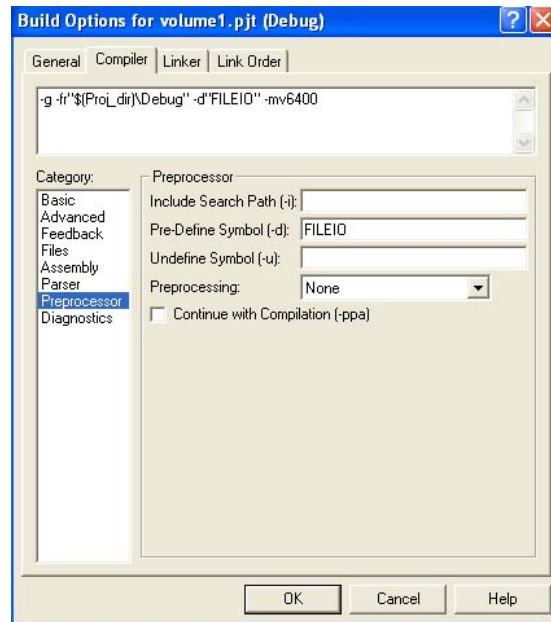 Build Options for volume1.pjt (Debug)
General Compiler Linker Link Order
-g -fr"$(Proj_dir)\Debug" -d"FILEIO" -mv6400
Category:
Basic
Advanced
Feedback
Files
Assembly
Parser
Preprocessor
Diagnostics
Preprocessor
Include Search Path (-i):
Pre-Define Symbol (-d): FILEIO
Undefine Symbol (-u):
Preprocessing: None
Continue with Compilation (-ppa)
OK Cancel Help